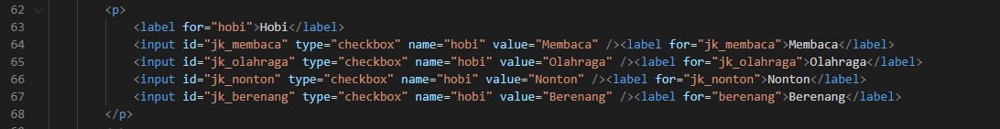 62 <p>
63 <label for="hobi">Hobi</label>
64 <input id="jk_membaca" type="checkbox" name="hobi" value="Membaca" /><label for="jk_membaca">Membaca</label>
65 <input id="jk_olahraga" type="checkbox" name="hobi" value="Olahraga" /><label for="jk_olahraga">Olahraga</label>
66 <input id="jk_nonton" type="checkbox" name="hobi" value="Nonton" /><label for="jk_nonton">Nonton</label>
67 <input id="jk_berenang" type="checkbox" name="hobi" value="Berenang" /><label for="berenang">Berenang</label>
68 </p>